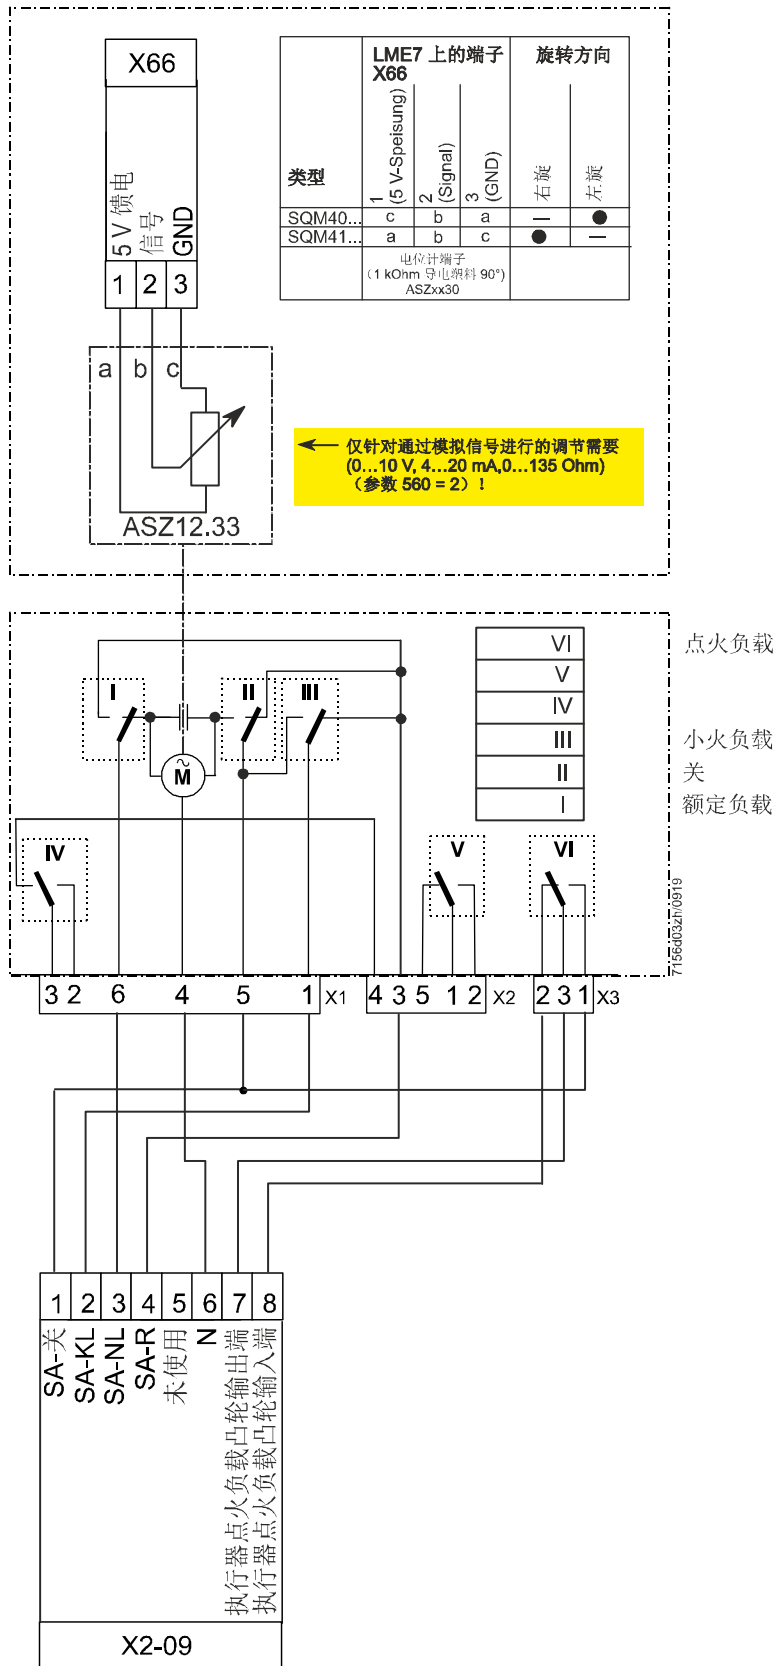 X66
5 V 馈电
信号
GND
1 2 3
LME7 上的端子
X66
旋转方向
类型
1
(5 V-Speisung)
2
(Signal)
3
(GND)
右旋
左旋
SQM40... c b a — ●
SQM41... a b c ● —
电位计端子
(1 kOhm 导电塑料 90°)
ASZxx30
a b c
ASZ12.33
仅针对通过模拟信号进行的调节需要
(0...10 V, 4...20 mA,0...135 Ohm)
（参数 560 = 2）!
VI 点火负载
V
IV
III 小火负载
II 关
I 额定负载
I II III
M
~
IV V VI
7156d03zh/0919
3 2 6 4 5 1 X1 4 3 5 1 2 X2 2 3 1 X3
1 2 3 4 5 6 7 8
SA-关
SA-KL
SA-NL
SA-R
未使用
N
执行器点火负载凸轮输出端
执行器点火负载凸轮输入端
X2-09